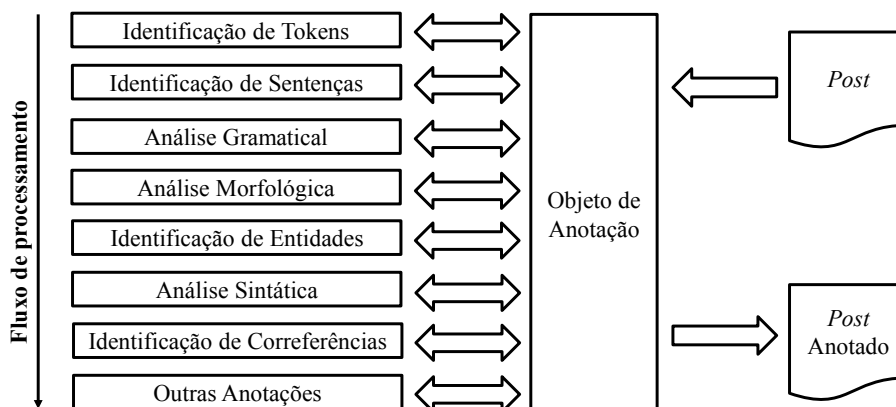 Fluxo de processamento
Identificação de Tokens
Identificação de Sentenças
Análise Gramatical
Análise Morfológica
Identificação de Entidades
Análise Sintática
Identificação de Correferências
Outras Anotações
Objeto de
Anotação
Post
Post
Anotado